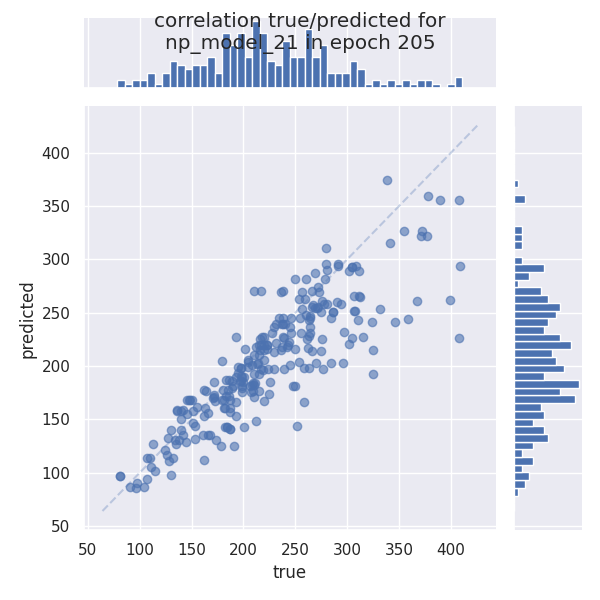 correlation true/predicted for
np_model_21 in epoch 205
400
350
300
250
200
150
100
50
predicted
50 100 150 200 250 300 350 400
true